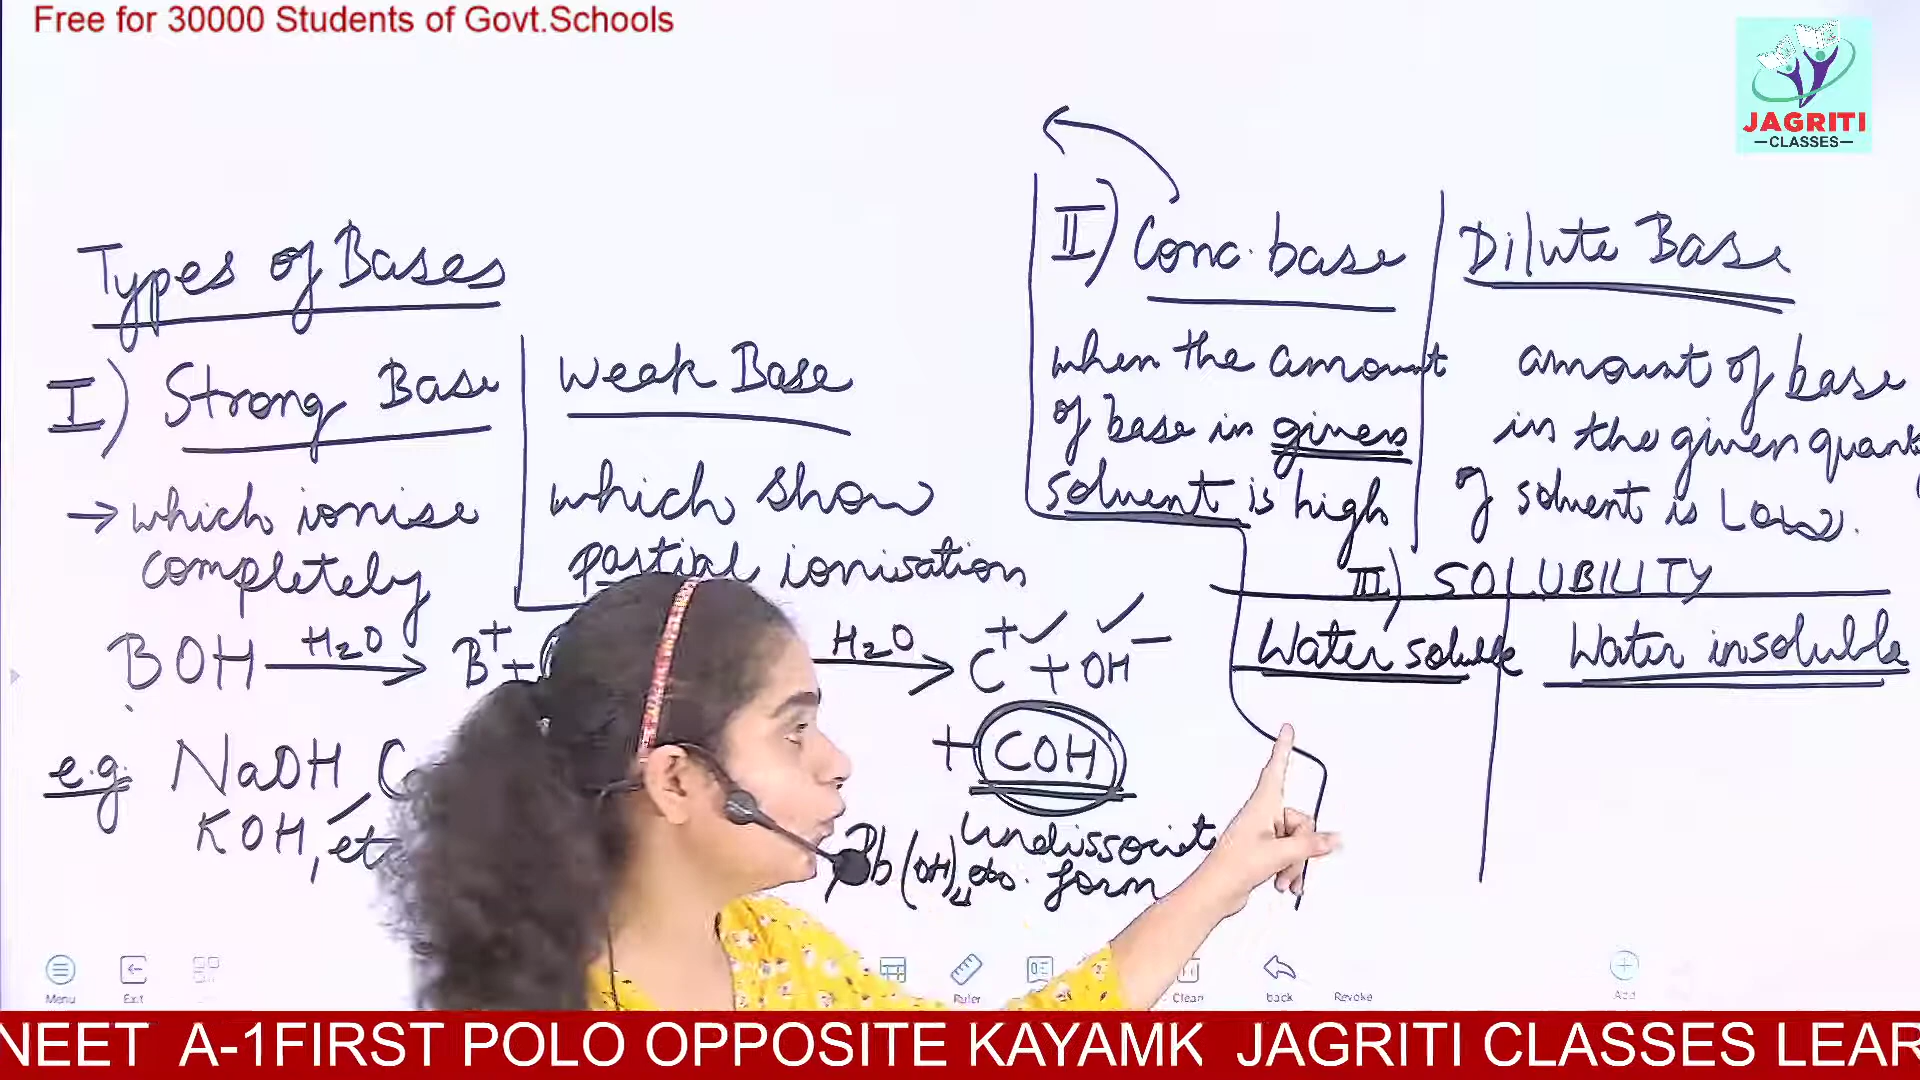 Free for 30000 Students of Govt.Schools
JAGRITI
—CLASSES—
Types of Bases
I) Strong Base
→ which ionise
completely
BOH H₂O → B⁺ +
e.g. NaOH
KOH, etc
Weak Base
which show
partial ionisation
H₂O → C⁺ + OH⁻
+ COH
Undissociate
form
Pb(OH)₂
II) Conc. base
when the amount
of base in given
solvent is high
Dilute Base
amount of base
in the given quant
of solvent is Low.
III) SOLUBILITY
Water soluble
Water insoluble
Menu
Exit
Ruler
Clean
back
Revoke
Add
NEET A-1FIRST POLO OPPOSITE KAYAMK JAGRITI CLASSES LEAR